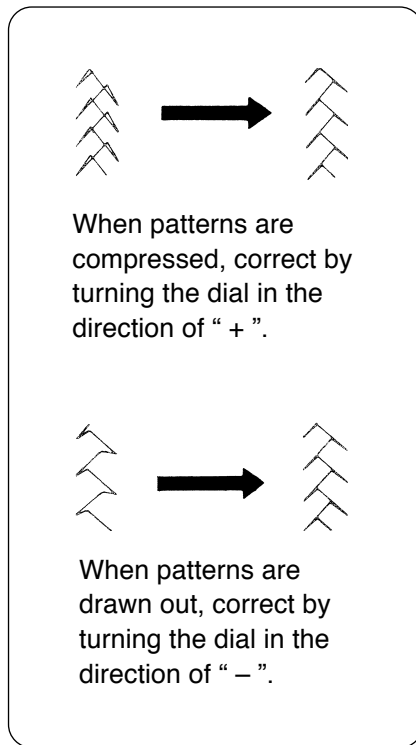 When patterns are
compressed, correct by
turning the dial in the
direction of “ + ”.
When patterns are
drawn out, correct by
turning the dial in the
direction of “ – ”.